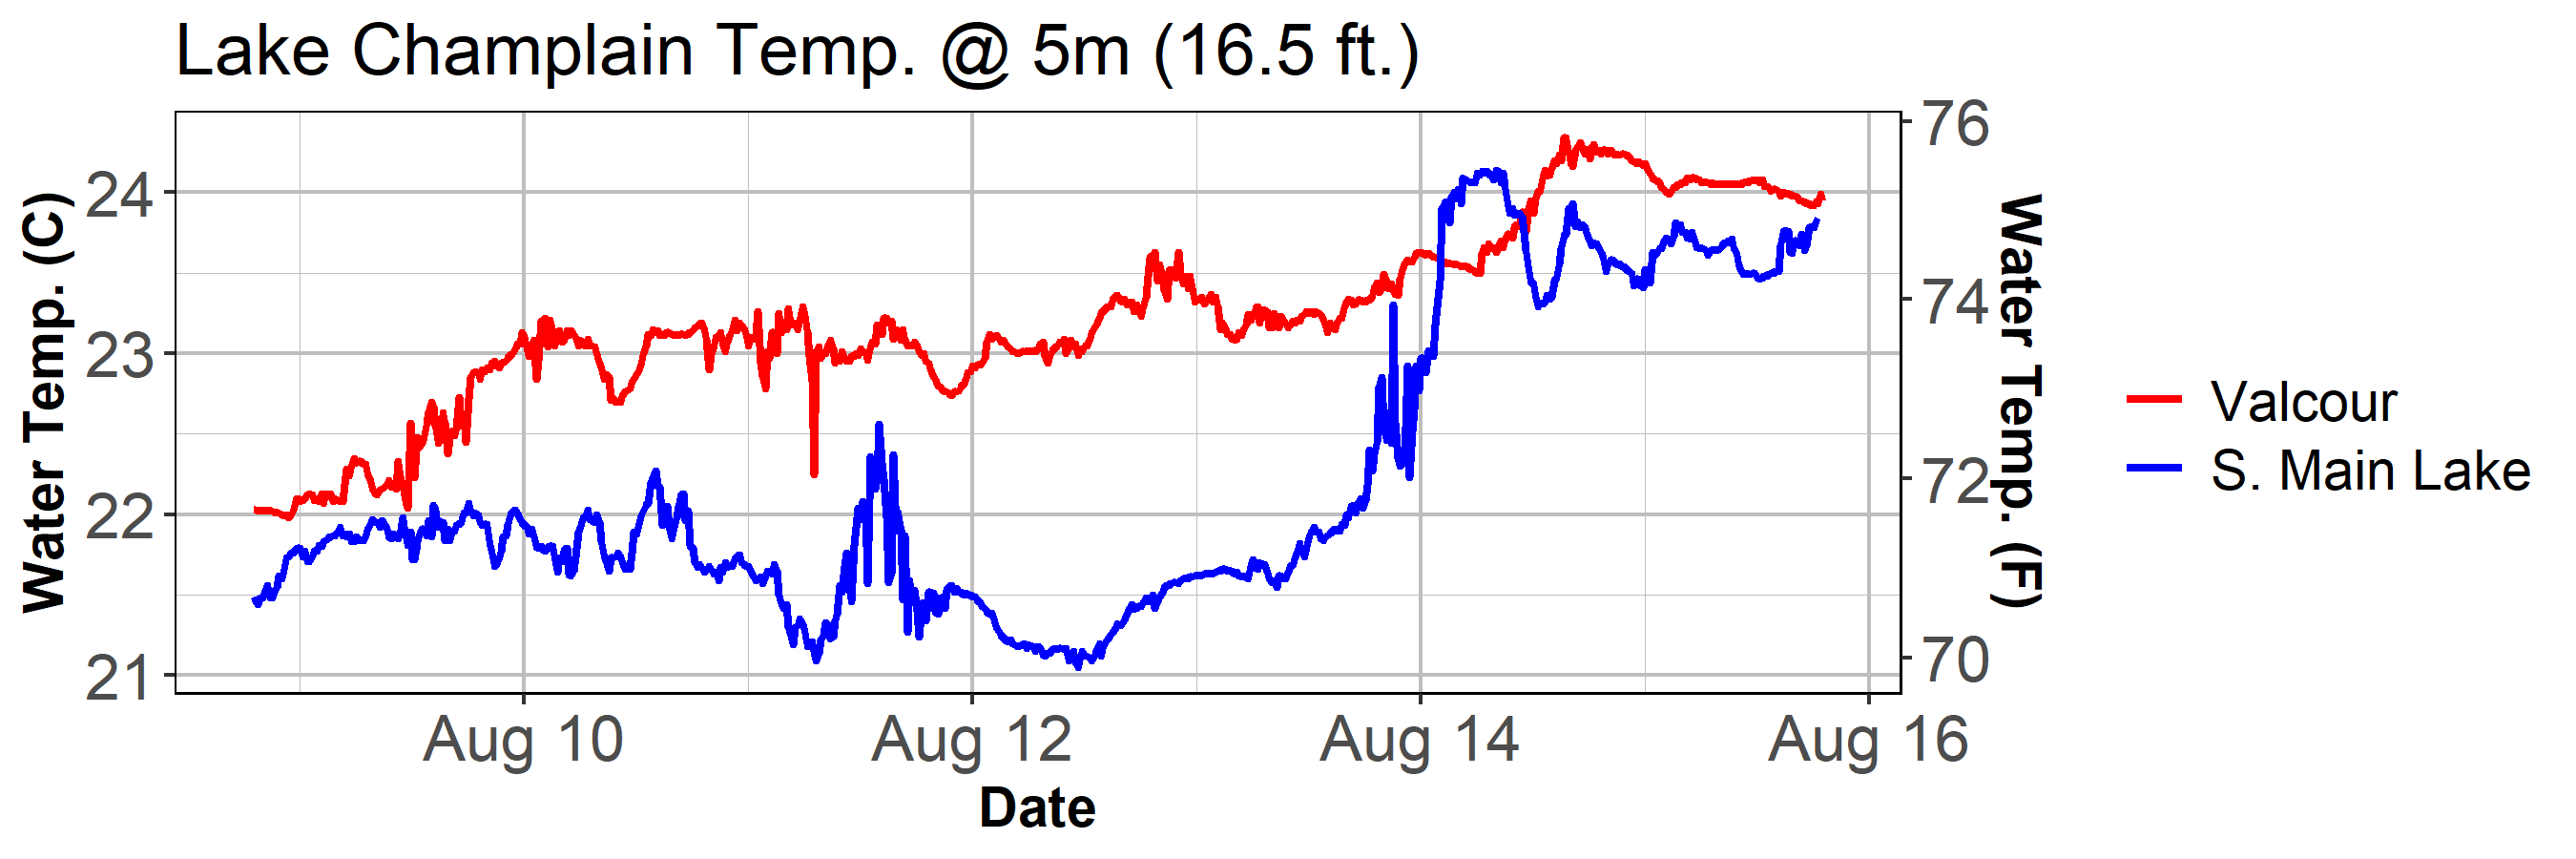 Lake Champlain Temp. @ 5m (16.5 ft.)
Water Temp. (C)
24
23
22
21
76
74
72
70
Water Temp. (F)
Aug 10
Aug 12
Aug 14
Aug 16
Date
Valcour
S. Main Lake